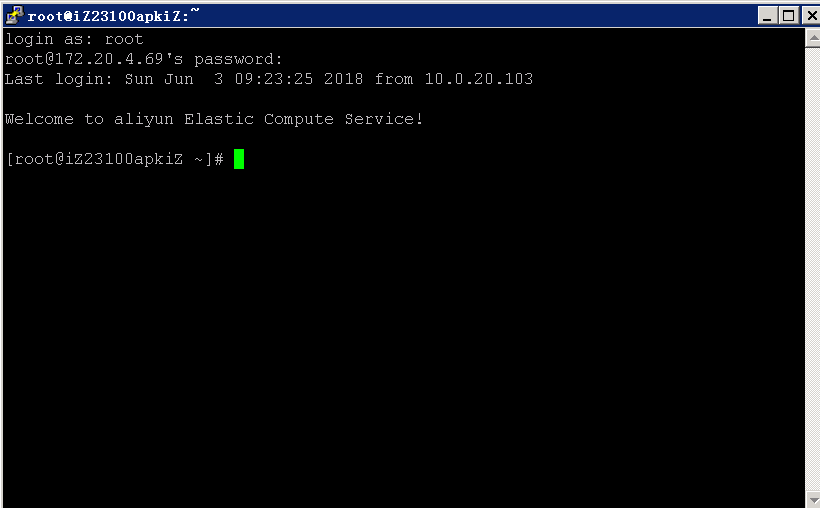 root@iZ23100apkiZ:~
login as: root
root@172.20.4.69's password:
Last login: Sun Jun  3 09:23:25 2018 from 10.0.20.103
Welcome to aliyun Elastic Compute Service!
[root@iZ23100apkiZ ~]#